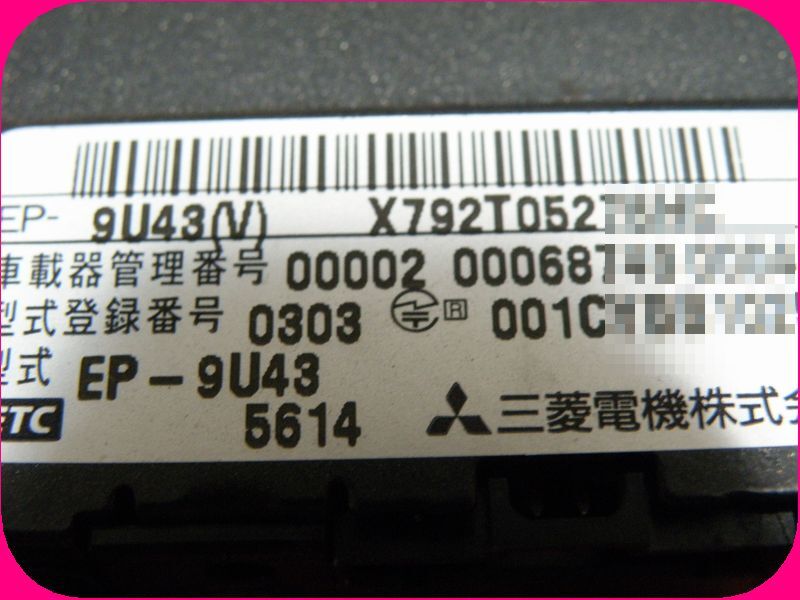 EP- 9U43(V) X792T052
車載器管理番号 00002 000687
型式登録番号 0303 R 001C
型式 EP-9U43
ETC 5614 三菱電機株式会